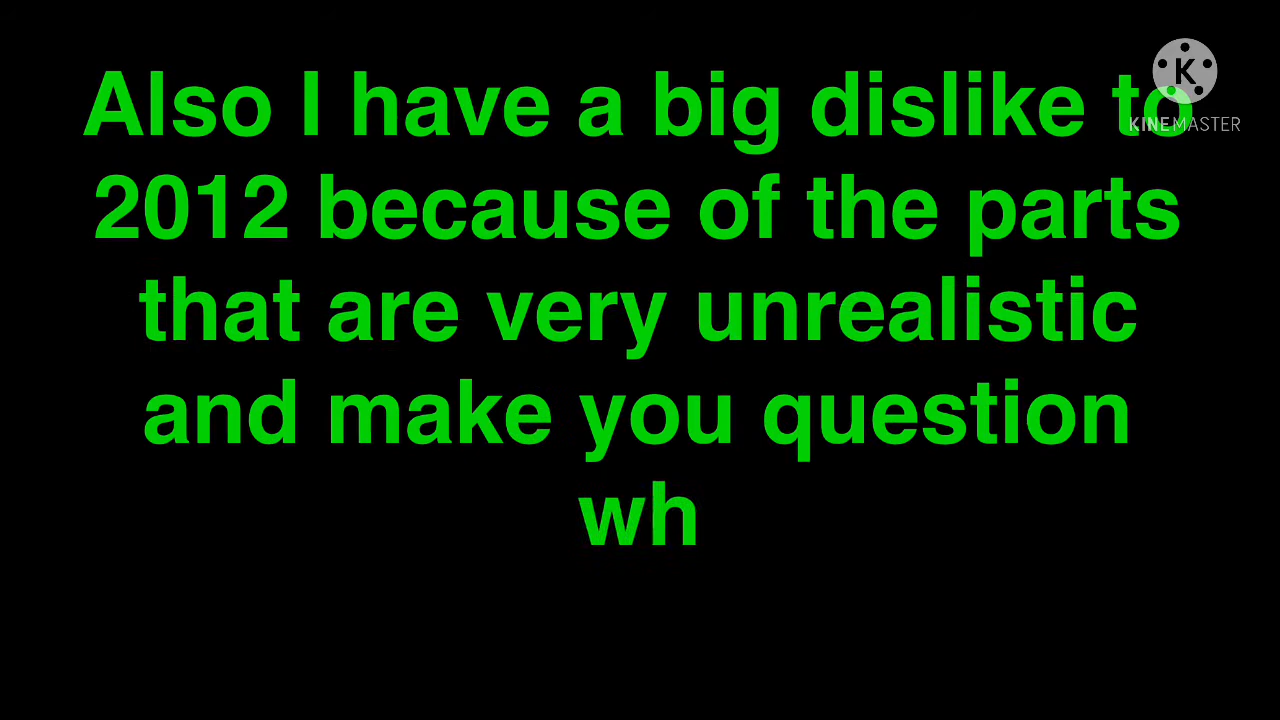 Also I have a big dislike to
2012 because of the parts
that are very unrealistic
and make you question
wh
K
KINEMASTER